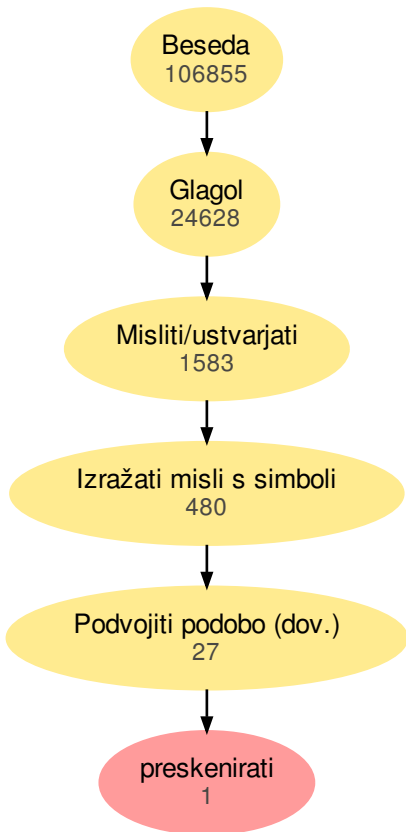 Beseda
106855
Glagol
24628
Misliti/ustvarjati
1583
Izražati misli s simboli
480
Podvojiti podobo (dov.)
27
preskenirati
1